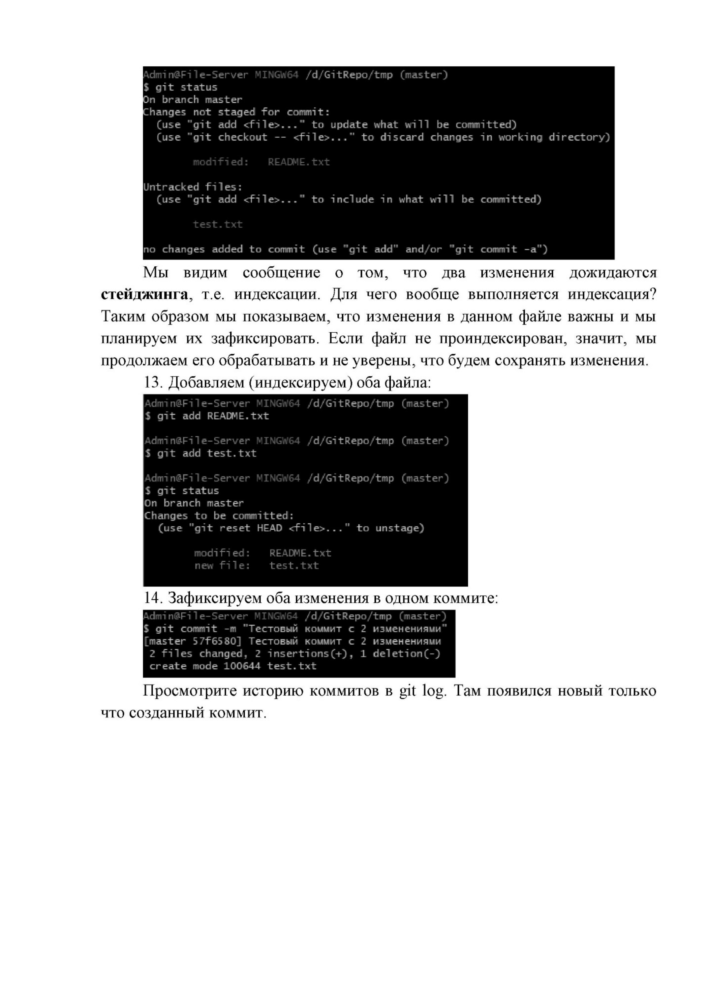 Admin@File-Server MINGW64 /d/GitRepo/tmp (master)
$ git status
On branch master
Changes not staged for commit:
  (use "git add <file>..." to update what will be committed)
  (use "git checkout -- <file>..." to discard changes in working directory)
        modified:   README.txt
Untracked files:
  (use "git add <file>..." to include in what will be committed)
        test.txt
no changes added to commit (use "git add" and/or "git commit -a")
Мы видим сообщение о том, что два изменения дожидаются
стейджинга, т.е. индексации. Для чего вообще выполняется индексация?
Таким образом мы показываем, что изменения в данном файле важны и мы
планируем их зафиксировать. Если файл не проиндексирован, значит, мы
продолжаем его обрабатывать и не уверены, что будем сохранять изменения.
13. Добавляем (индексируем) оба файла:
Admin@File-Server MINGW64 /d/GitRepo/tmp (master)
$ git add README.txt
Admin@File-Server MINGW64 /d/GitRepo/tmp (master)
$ git add test.txt
Admin@File-Server MINGW64 /d/GitRepo/tmp (master)
$ git status
On branch master
Changes to be committed:
  (use "git reset HEAD <file>..." to unstage)
        modified:   README.txt
        new file:   test.txt
14. Зафиксируем оба изменения в одном коммите:
Admin@File-Server MINGW64 /d/GitRepo/tmp (master)
$ git commit -m "Тестовый коммит с 2 изменениями"
[master 57f6580] Тестовый коммит с 2 изменениями
 2 files changed, 2 insertions(+), 1 deletion(-)
 create mode 100644 test.txt
Просмотрите историю коммитов в git log. Там появился новый только
что созданный коммит.